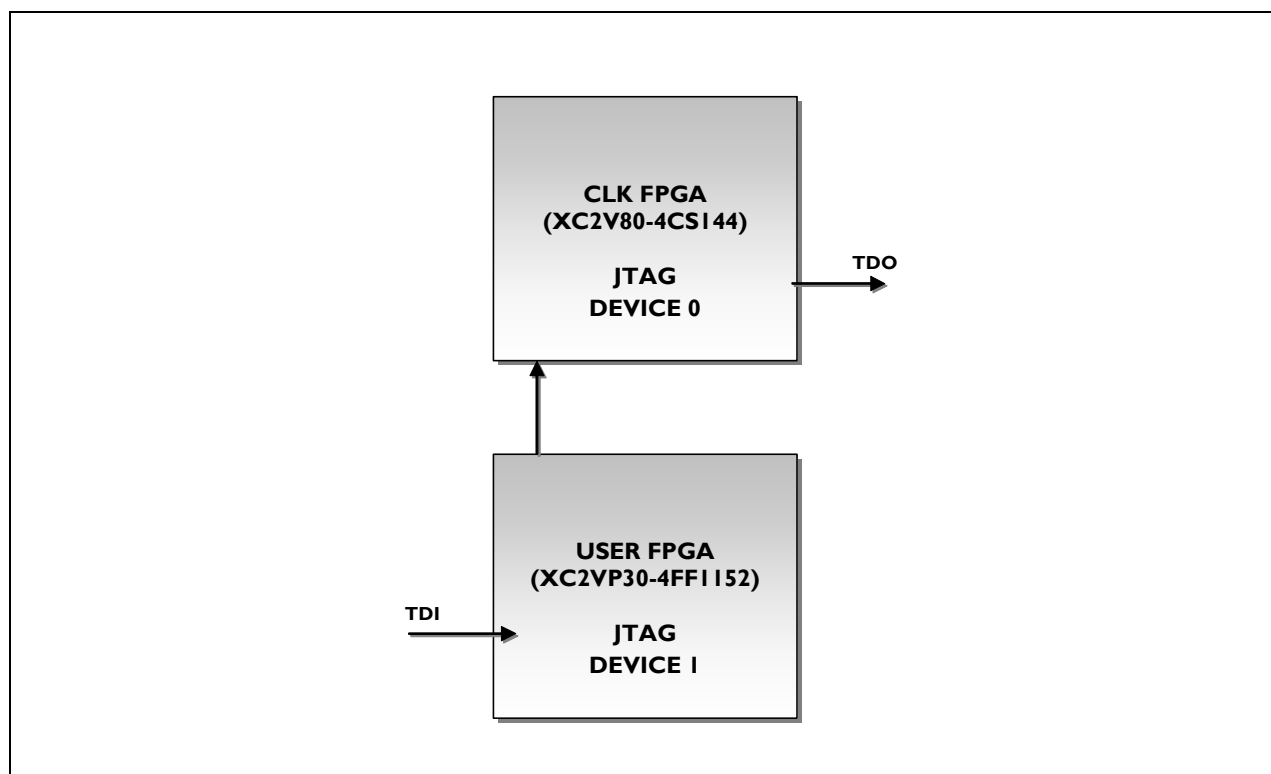 CLK FPGA
(XC2V80-4CS144)
JTAG
DEVICE 0
TDO
USER FPGA
(XC2VP30-4FF1152)
TDI
JTAG
DEVICE 1